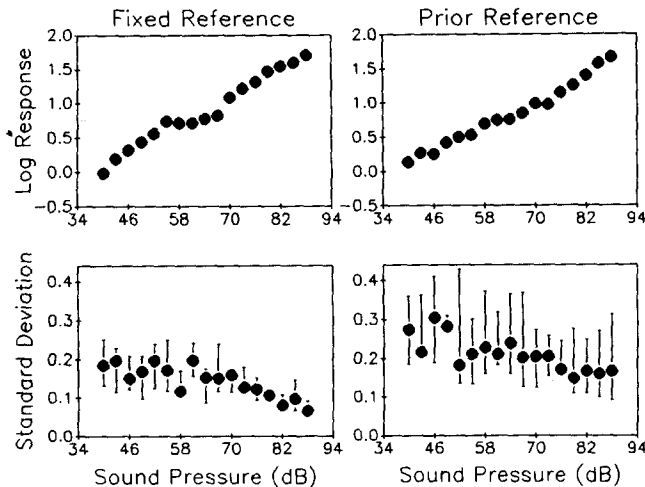 Fixed Reference
Prior Reference
Log Response
2.0
1.5
1.0
0.5
0.0
−0.5
34 46 58 70 82 94
2.0
1.5
1.0
0.5
0.0
−0.5
34 46 58 70 82 94
Standard Deviation
0.4
0.3
0.2
0.1
0.0
34 46 58 70 82 94
Sound Pressure (dB)
0.4
0.3
0.2
0.1
0.0
34 46 58 70 82 94
Sound Pressure (dB)